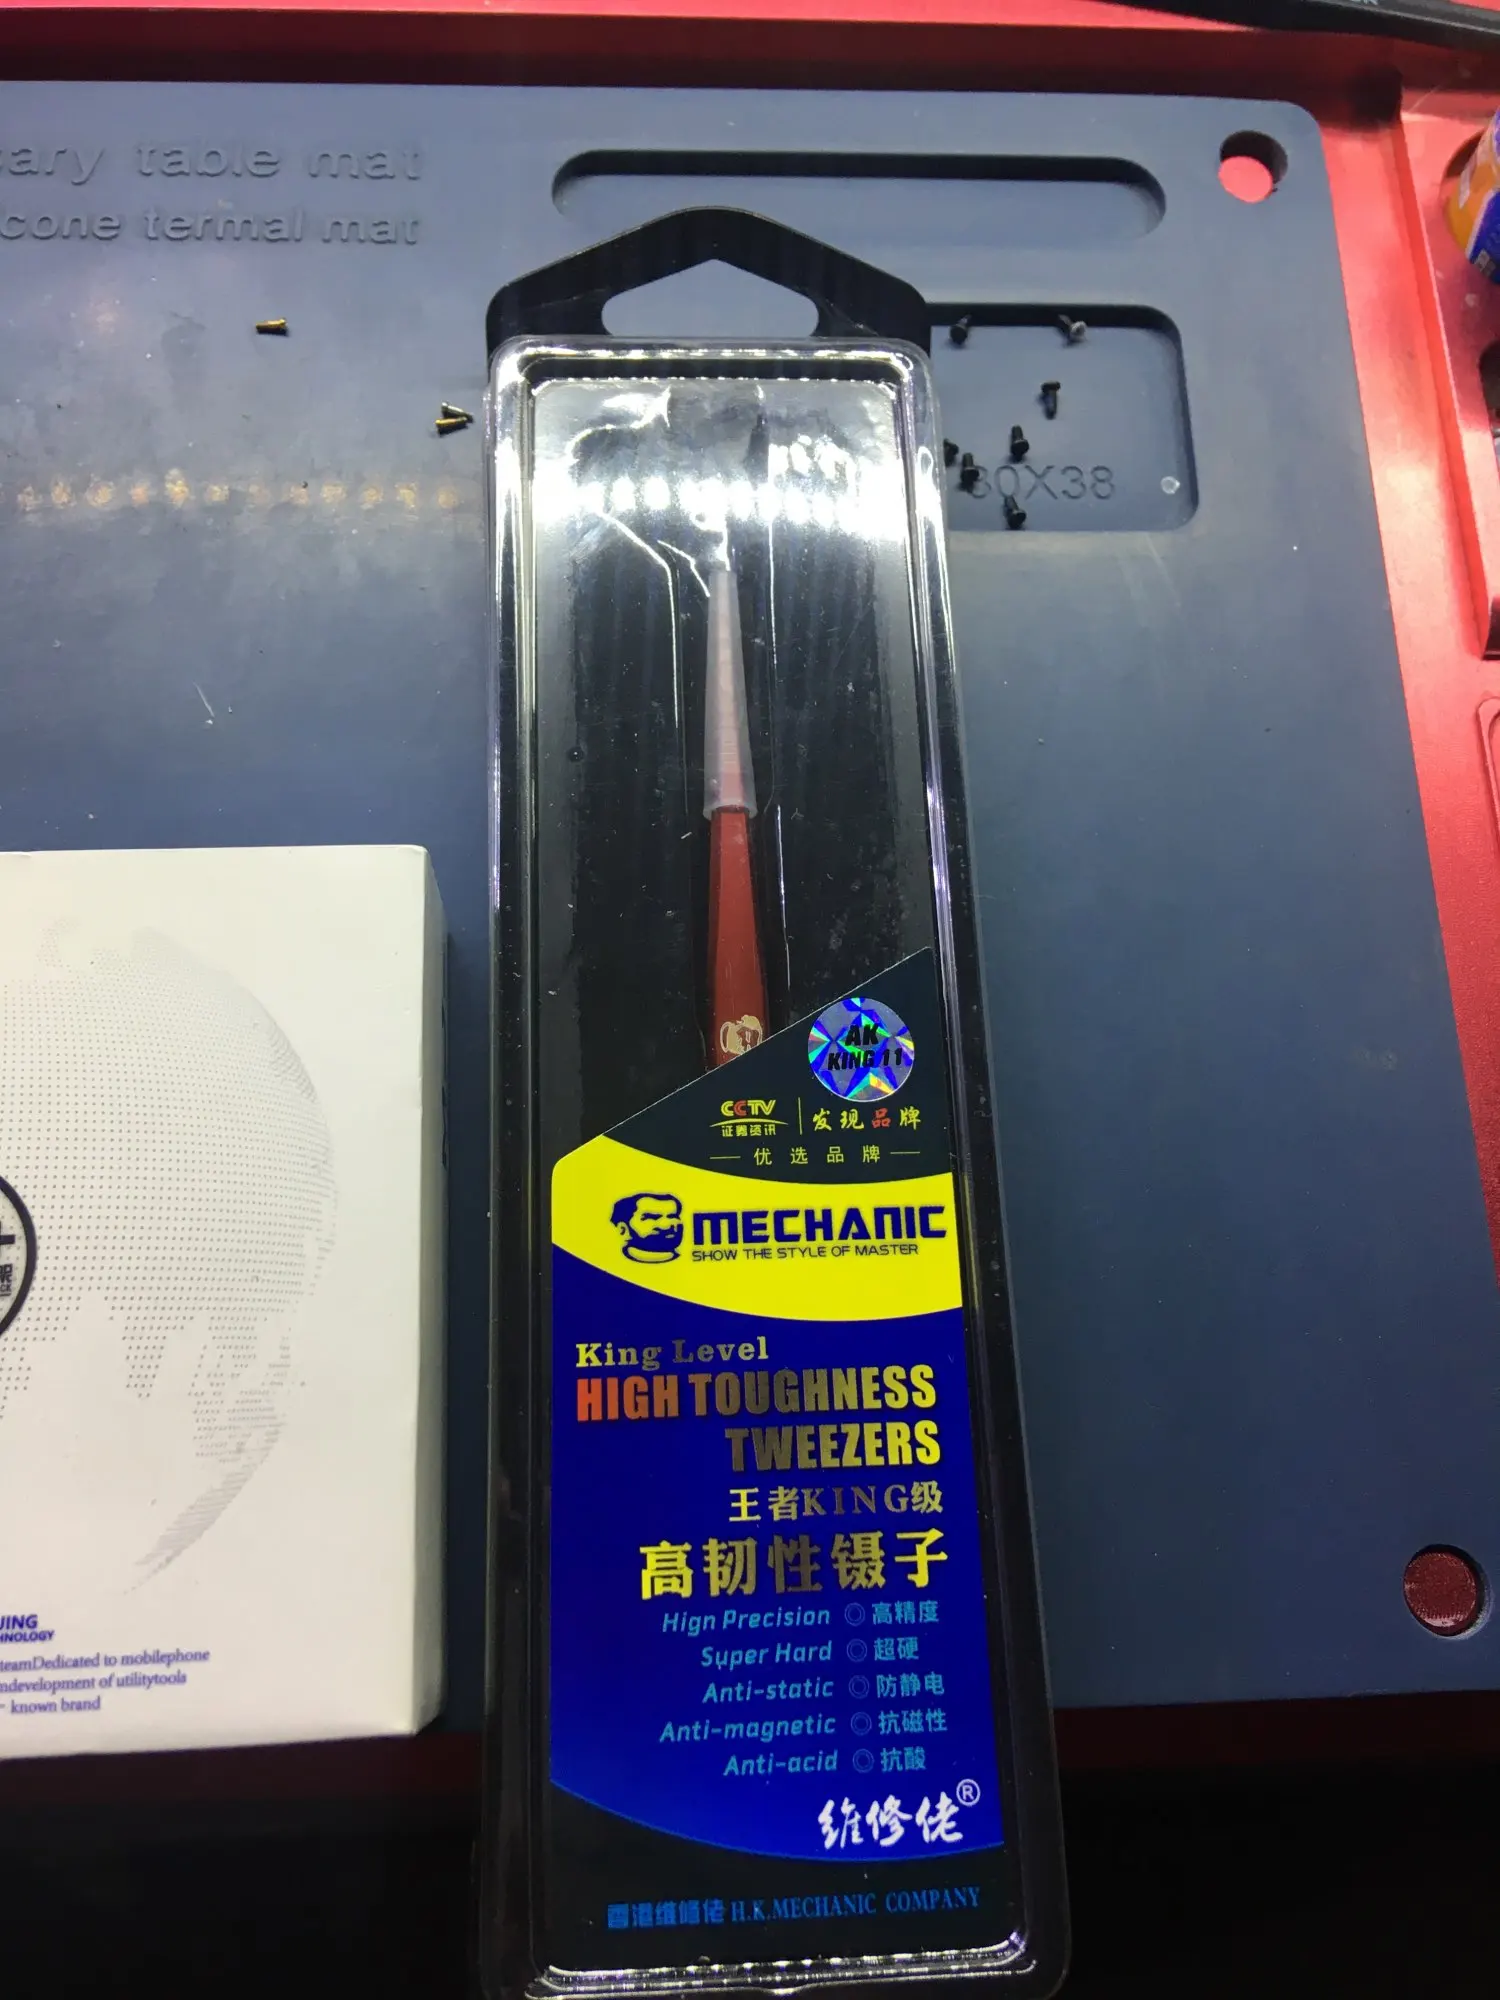 table mat
termal mat
30X38
AK
KING 11
CCTV
证券资讯
发现品牌
优选品牌
MECHANIC
SHOW THE STYLE OF MASTER
King Level
HIGH TOUGHNESS
TWEEZERS
王者KING级
高韧性镊子
Hign Precision ◎ 高精度
Super Hard ◎ 超硬
Anti-static ◎ 防静电
Anti-magnetic ◎ 抗磁性
Anti-acid ◎ 抗酸
维修佬®
香港维修佬 H.K.MECHANIC COMPANY
JING
HNOLOGY
teamDedicated to mobilephone
development of utilitytools
- known brand